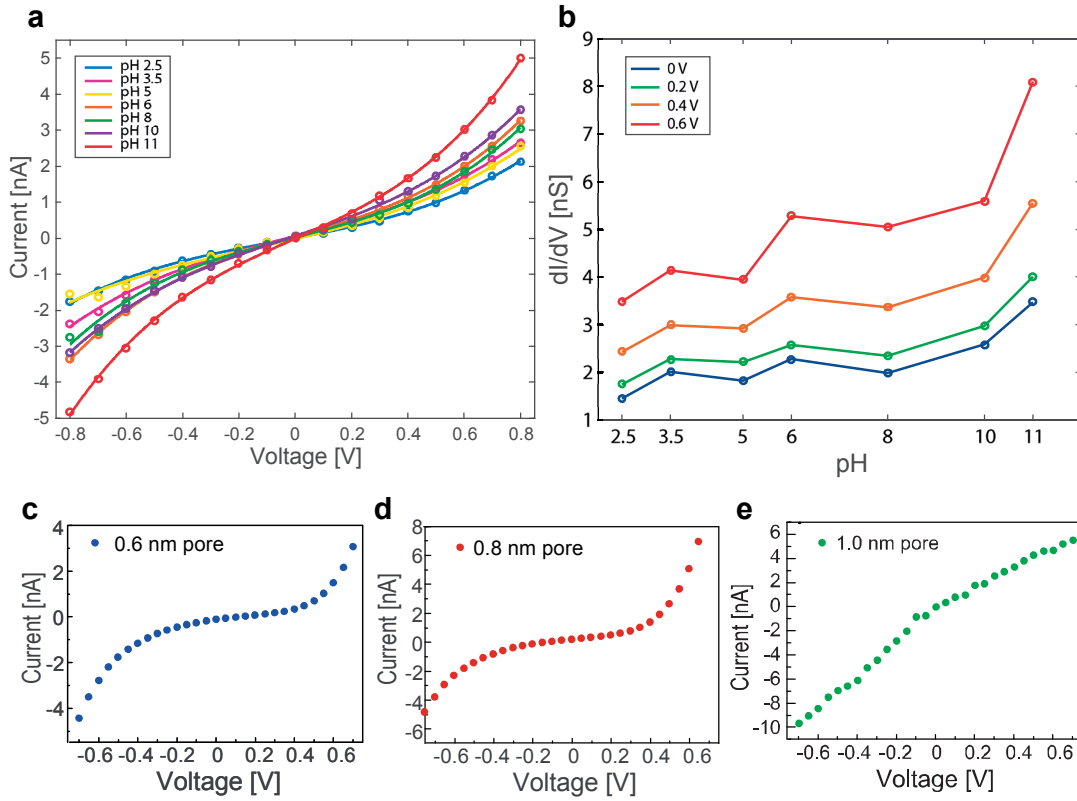 a
5
4
3
2
1
0
-1
-2
-3
-4
-5
Current [nA]
pH 2.5
pH 3.5
pH 5
pH 6
pH 8
pH 10
pH 11
-0.8 -0.6 -0.4 -0.2 0 0.2 0.4 0.6 0.8
Voltage [V]
b
9
8
7
6
5
4
3
2
1
dI/dV [nS]
0 V
0.2 V
0.4 V
0.6 V
2.5 3.5 5 6 8 10 11
pH
c
4
2
0
-2
-4
Current [nA]
0.6 nm pore
-0.6 -0.4 -0.2 0 0.2 0.4 0.6
Voltage [V]
d
8
6
4
2
0
-2
-4
-6
Current [nA]
0.8 nm pore
-0.6 -0.4 -0.2 0 0.2 0.4 0.6
Voltage [V]
e
6
4
2
0
-2
-4
-6
-8
-10
Current [nA]
1.0 nm pore
-0.6 -0.4 -0.2 0 0.2 0.4 0.6
Voltage [V]